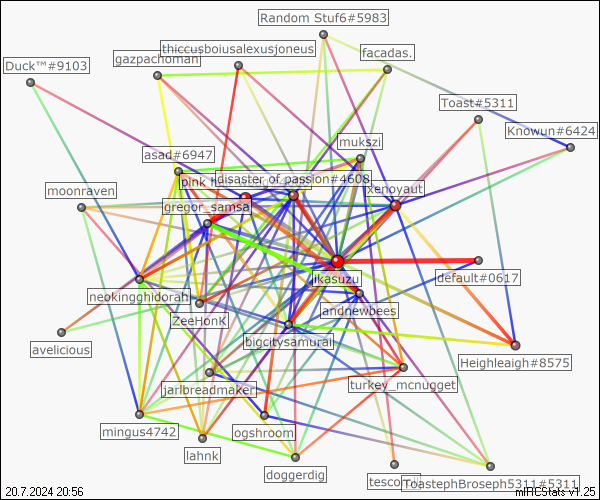 Random Stuf6#5983
thiccusboiusalexusjoneus
gazpachoman
facadas.
Duck™#9103
Toast#5311
Knowun#6424
mukszi
asad#6947
disaster of passion#4608
pink
xenoyaut
moonraven
gregor_samsa
ikasuzu
default#0617
neokingghidorah
andnewbees
ZeeHonK
bigcitysamurai
avelicious
Heighleaigh#8575
jarlbreadmaker
turkey_mcnugget
mingus4742
ogshroom
lahnk
doggerdig
ToastephBroseph5311#5311
20.7.2024 20:56
mIRCStats v1.25